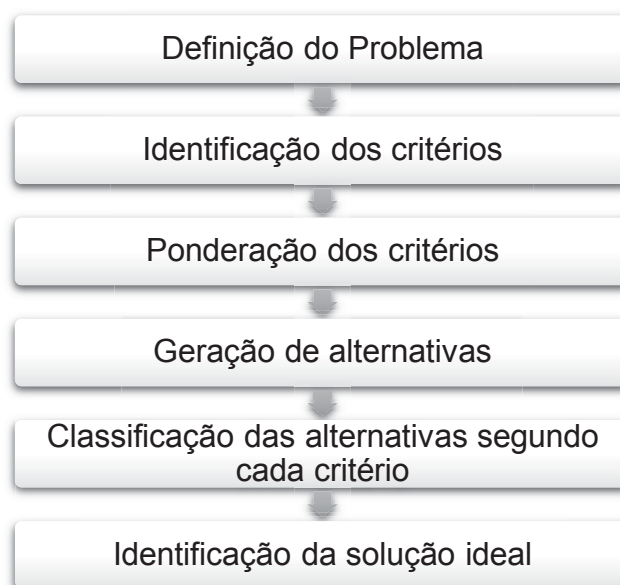 Definição do Problema
Identificação dos critérios
Ponderação dos critérios
Geração de alternativas
Classificação das alternativas segundo
cada critério
Identificação da solução ideal